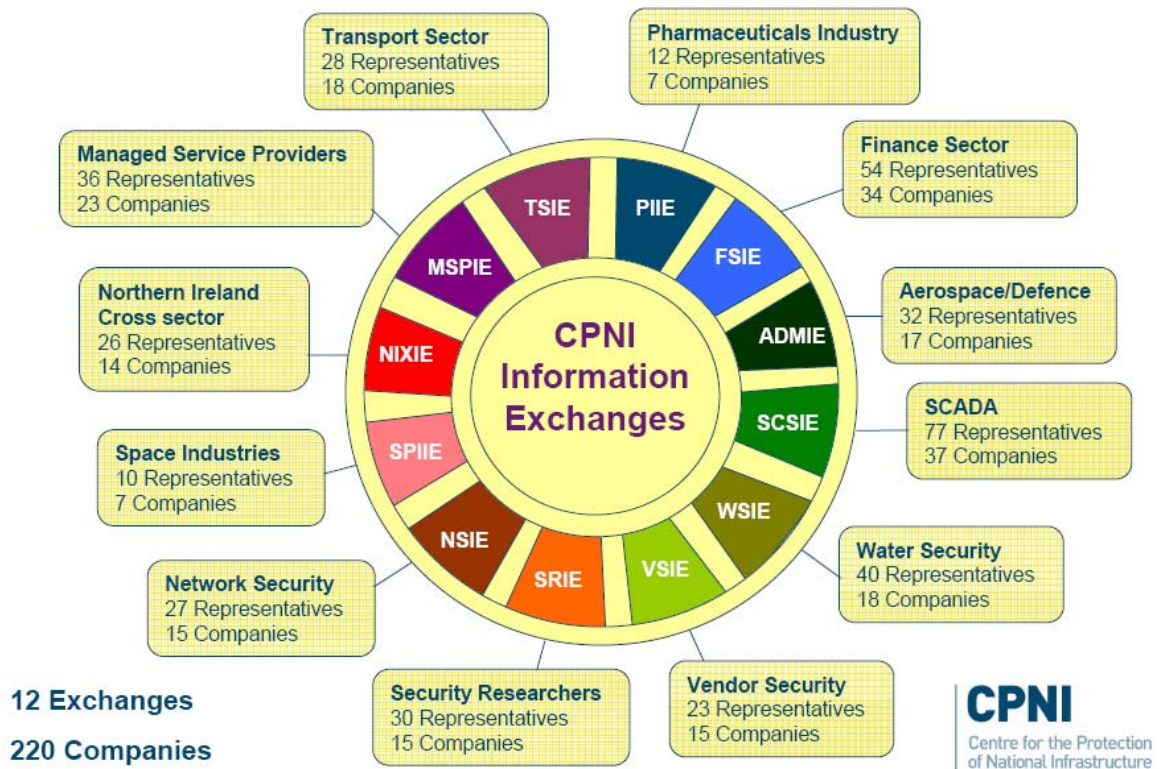 Transport Sector
28 Representatives
18 Companies
Pharmaceuticals Industry
12 Representatives
7 Companies
Managed Service Providers
36 Representatives
23 Companies
Finance Sector
54 Representatives
34 Companies
Northern Ireland
Cross sector
26 Representatives
14 Companies
Aerospace/Defence
32 Representatives
17 Companies
Space Industries
10 Representatives
7 Companies
SCADA
77 Representatives
37 Companies
Network Security
27 Representatives
15 Companies
Water Security
40 Representatives
18 Companies
Security Researchers
30 Representatives
15 Companies
Vendor Security
23 Representatives
15 Companies
TSIE
PIIE
FSIE
ADMIE
SCSIE
WSIE
VSIE
SRIE
NSIE
SPIIE
NIXIE
MSPIE
CPNI
Information
Exchanges
12 Exchanges
220 Companies
CPNI
Centre for the Protection
of National Infrastructure